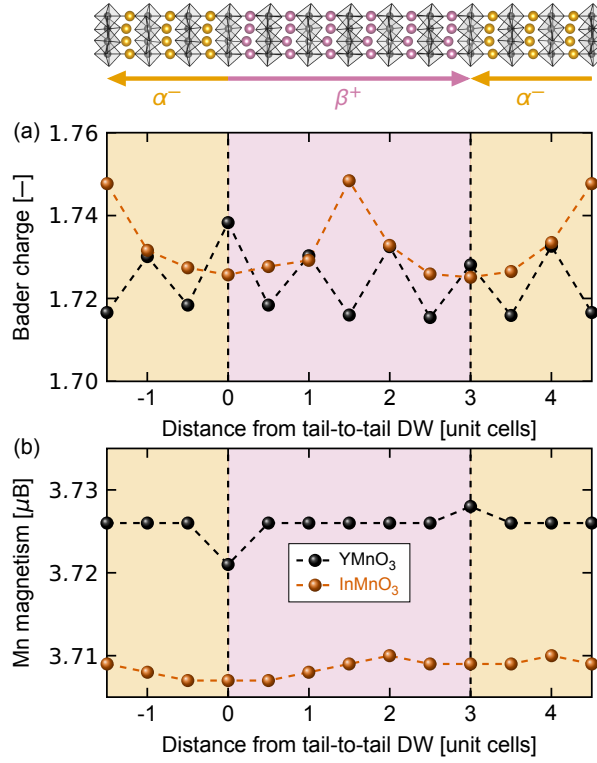 α⁻ β⁺ α⁻
(a)
1.76
1.74
1.72
1.70
Bader charge [—]
-1 0 1 2 3 4
Distance from tail-to-tail DW [unit cells]
(b)
3.73
3.72
3.71
Mn magnetism [μB]
YMnO₃
InMnO₃
-1 0 1 2 3 4
Distance from tail-to-tail DW [unit cells]